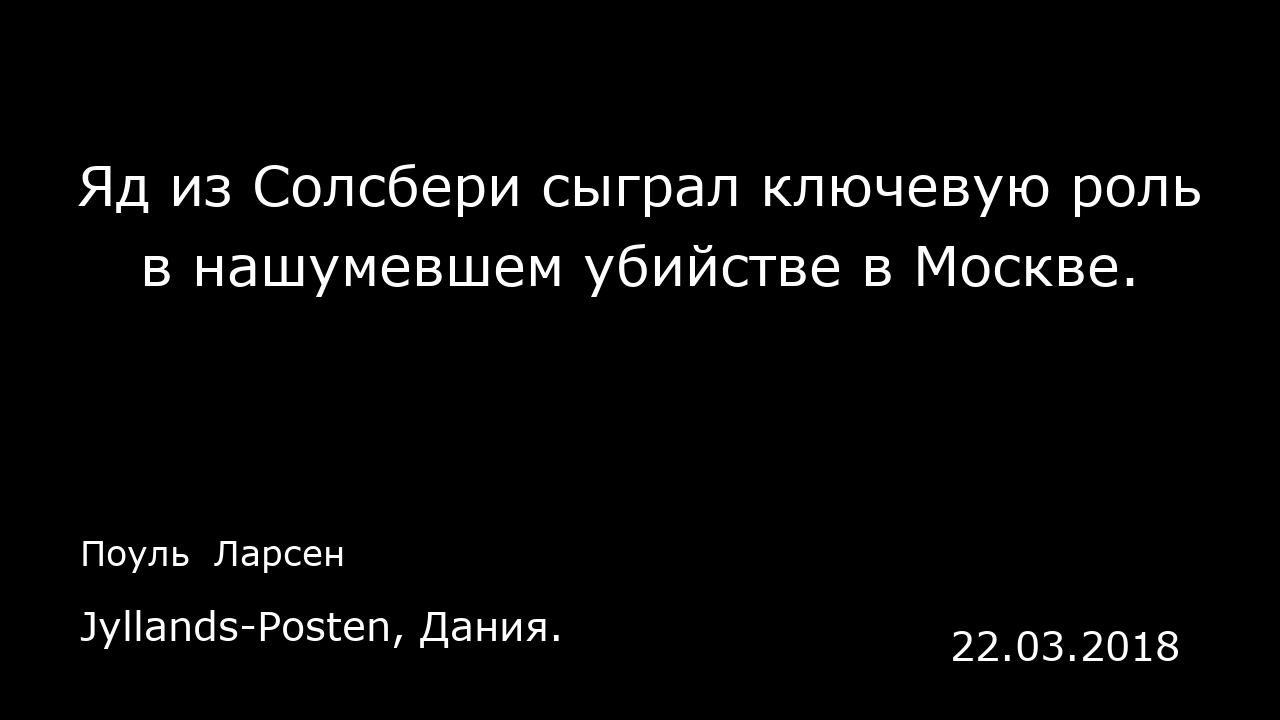 Яд из Солсбери сыграл ключевую роль
в нашумевшем убийстве в Москве.
Поуль Ларсен
Jyllands-Posten, Дания.
22.03.2018